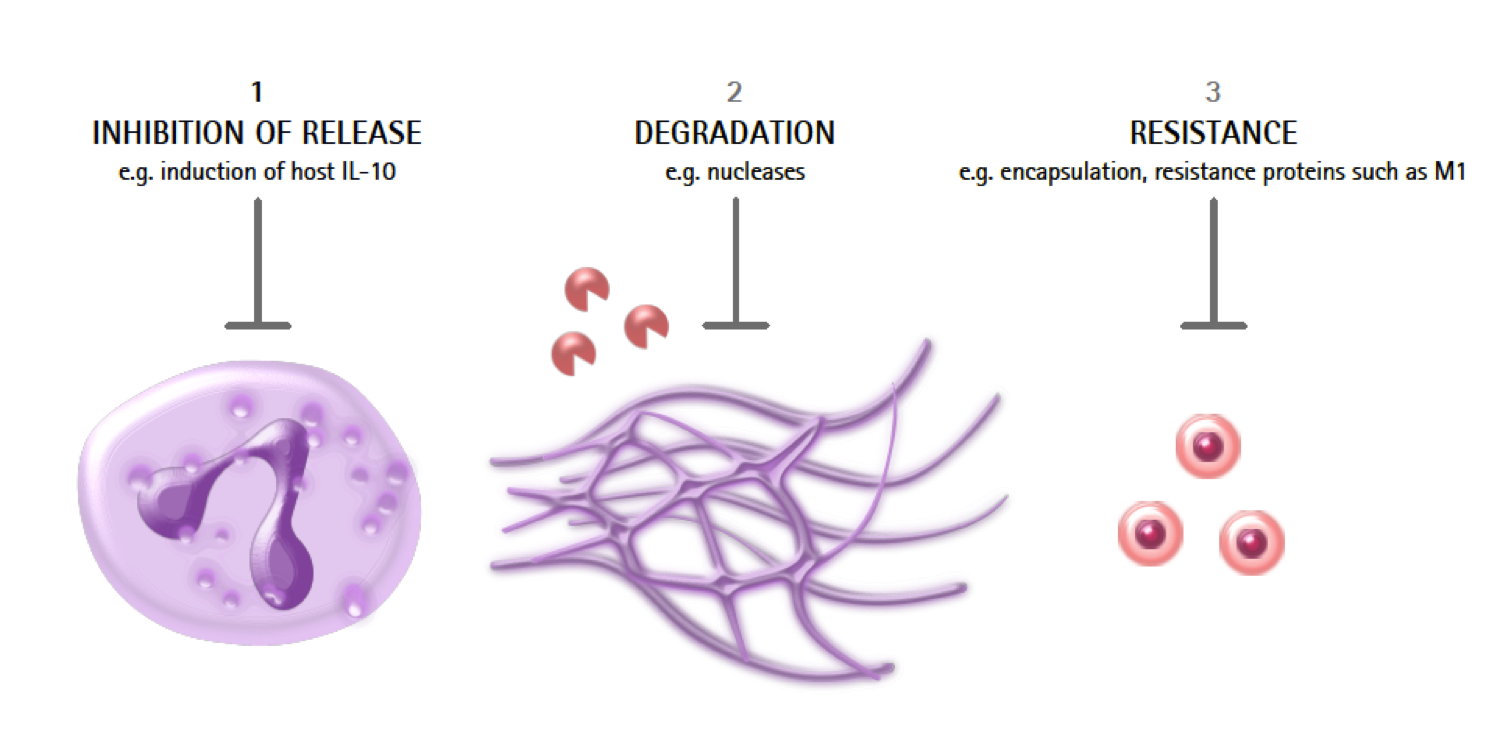 1
INHIBITION OF RELEASE
e.g. induction of host IL-10
2
DEGRADATION
e.g. nucleases
3
RESISTANCE
e.g. encapsulation, resistance proteins such as M1